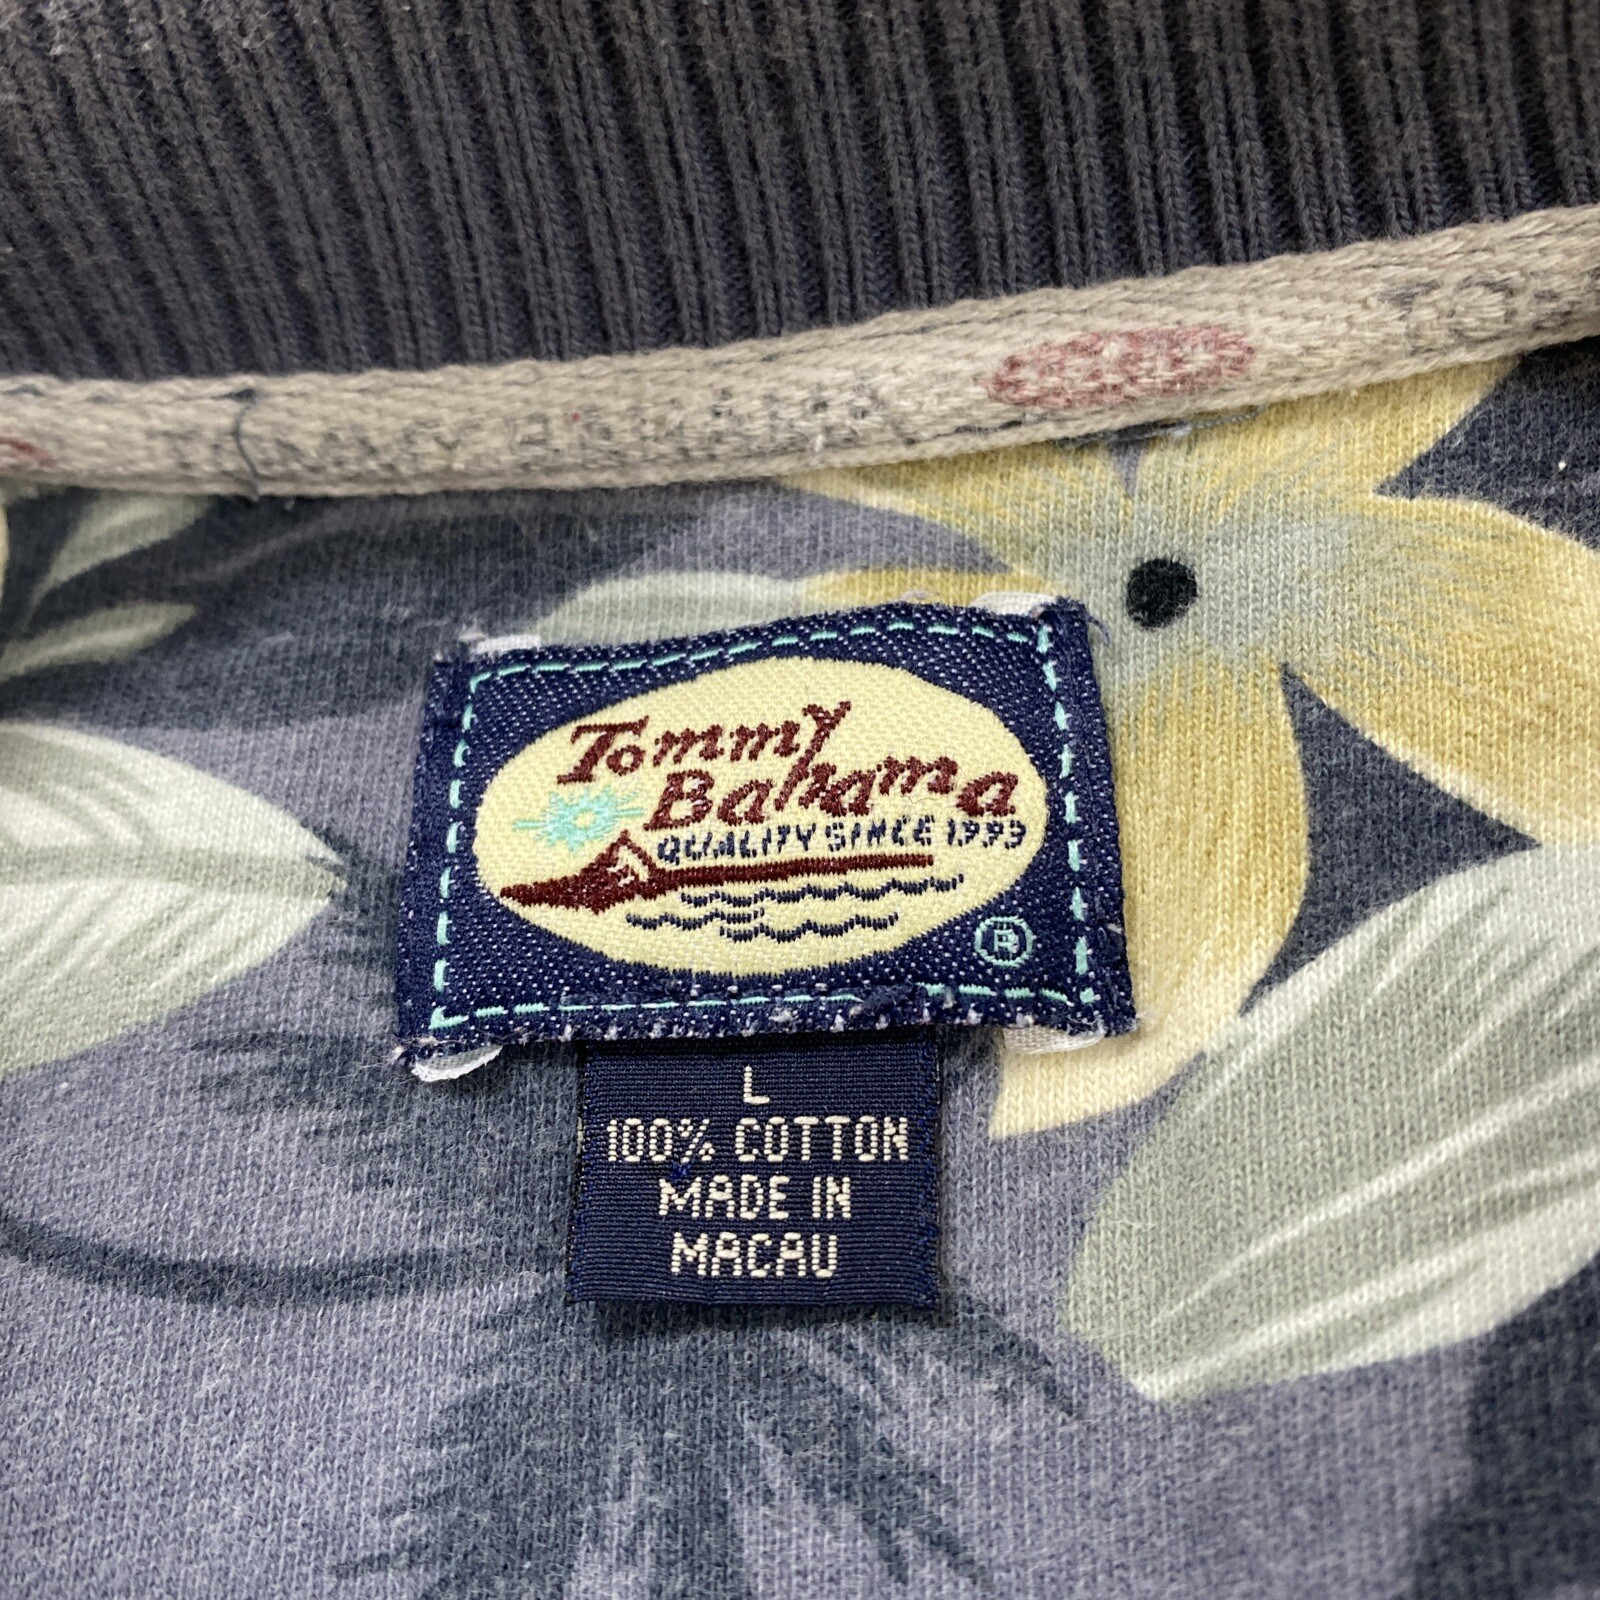 Tommy
Bahama
QUALITY SINCE 1993
®
L
100% COTTON
MADE IN
MACAU